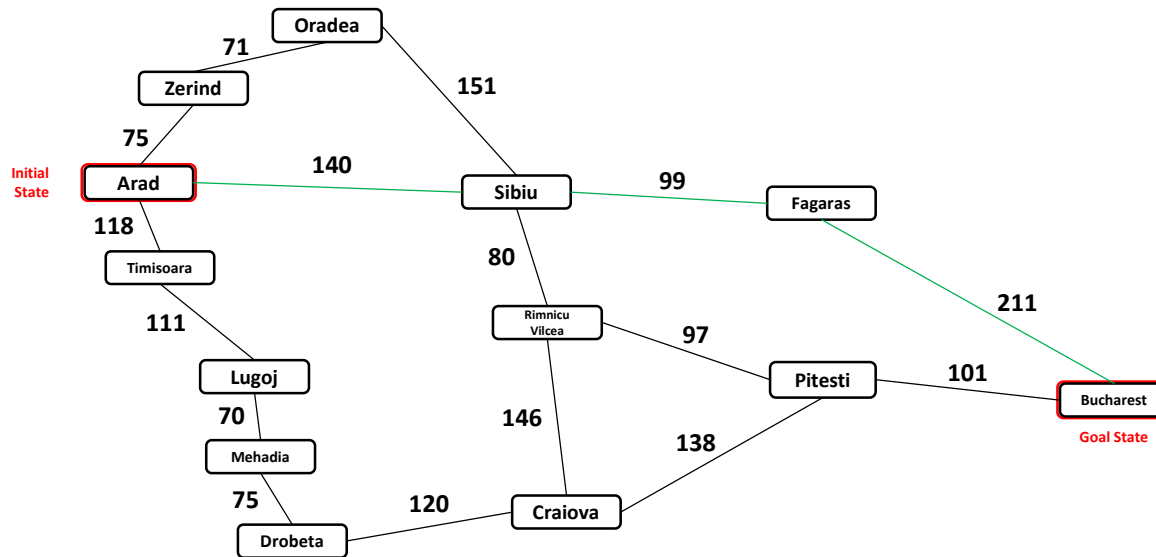 Oradea
71
Zerind
151
75
Initial
State
Arad
140
Sibiu
99
Fagaras
118
Timisoara
80
111
Rimnicu
Vilcea
97
211
Lugoj
Pitesti
101
Bucharest
70
146
138
Goal State
Mehadia
75
120
Craiova
Drobeta